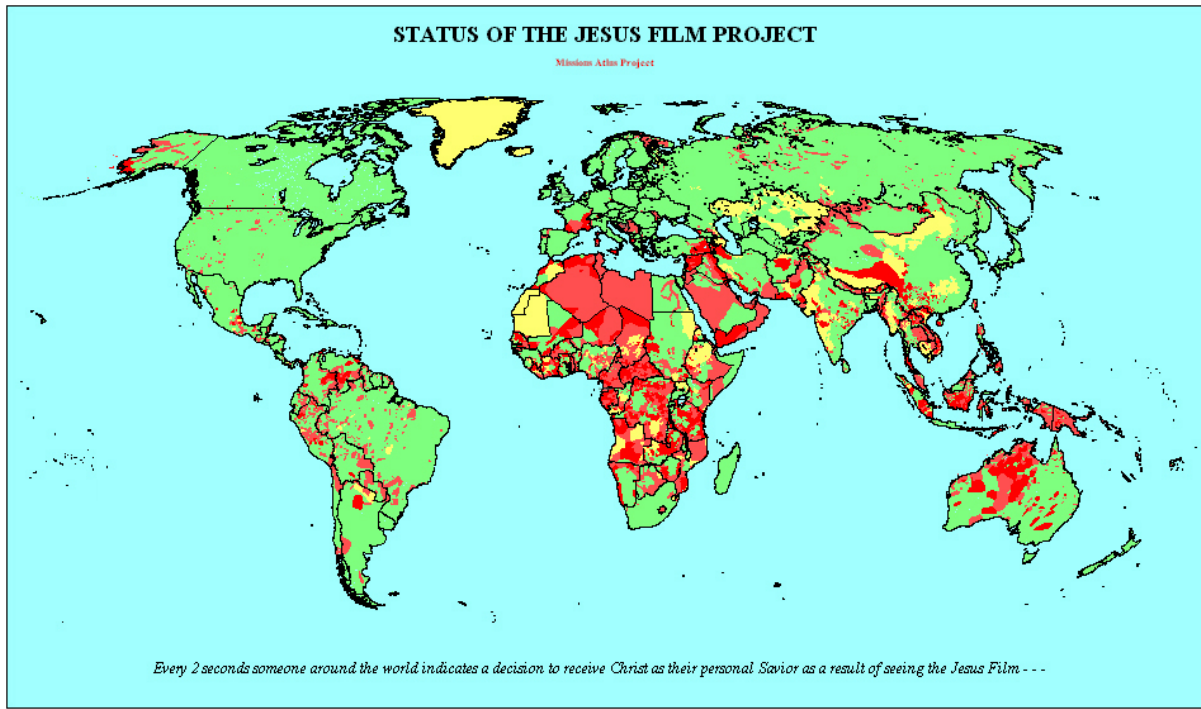 STATUS OF THE JESUS FILM PROJECT
Missions Atlas Project
Every 2 seconds someone around the world indicates a decision to receive Christ as their personal Savior as a result of seeing the Jesus Film - - -